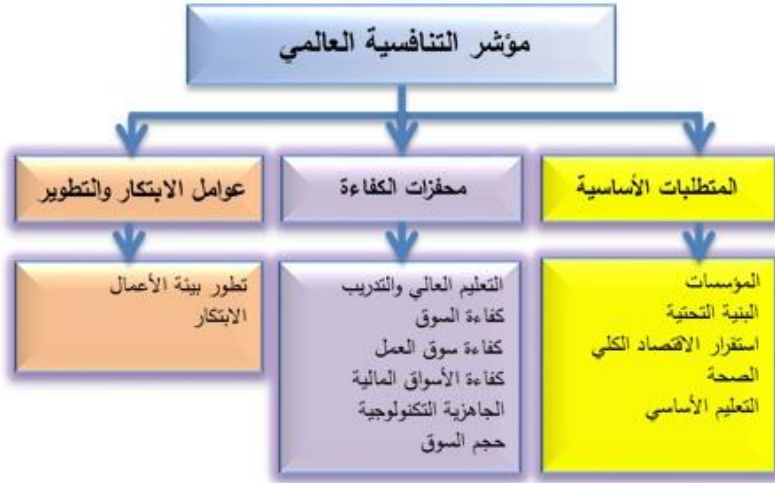 مؤشر التنافسية العالمي
المتطلبات الأساسية
المؤسسات
البنية التحتية
استقرار الاقتصاد الكلي
الصحة
التعليم الأساسي
محفزات الكفاءة
التعليم العالي والتدريب
كفاءة السوق
كفاءة سوق العمل
كفاءة الأسواق المالية
الجاهزية التكنولوجية
حجم السوق
عوامل الابتكار والتطوير
تطور بيئة الأعمال
الابتكار